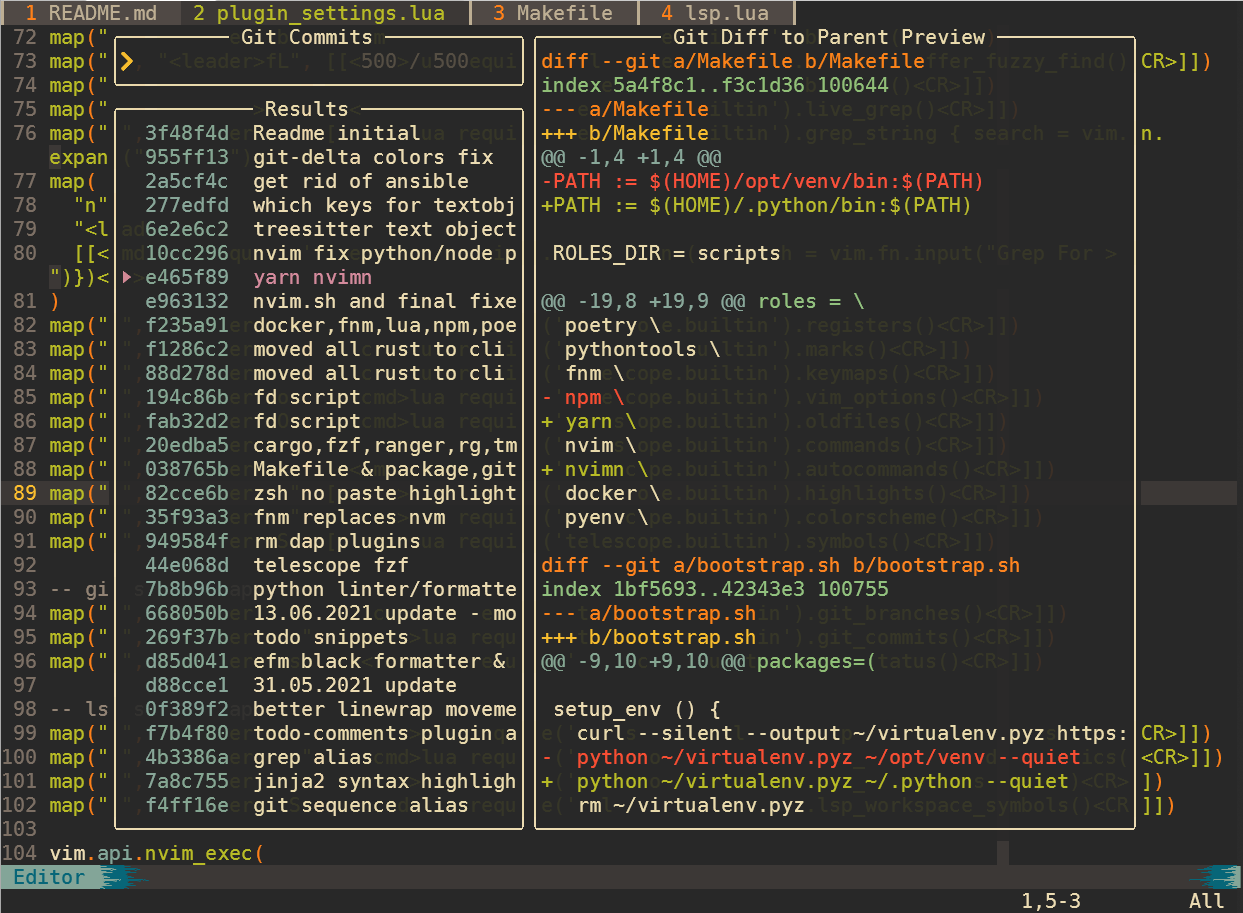 1 README.md 2 plugin_settings.lua 3 Makefile 4 lsp.lua
Git Commits
500 / 500
Results
3f48f4d Readme initial
955ff13 git-delta colors fix
2a5cf4c get rid of ansible
277edfd which keys for textobj
6e2e6c2 treesitter text object
10cc296 nvim fix python/node p
e465f89 yarn nvimn
e963132 nvim.sh and final fixe
f235a91 docker,fnm,lua,npm,poe
f1286c2 moved all rust to cli
88d278d moved all rust to cli
194c86b fd script
fab32d2 fd script
20edba5 cargo,fzf,ranger,rg,tm
038765b Makefile & package,git
82cce6b zsh no paste highlight
35f93a3 fnm replaces nvm
949584f rm dap plugins
44e068d telescope fzf
7b8b96b python linter/formatte
668050b 13.06.2021 update - mo
269f37b todo snippets
d85d041 efm black formatter &
d88cce1 31.05.2021 update
0f389f2 better linewrap moveme
f7b4f80 todo-comments plugin a
4b3386a grep alias
7a8c755 jinja2 syntax highligh
f4ff16e git sequence alias
Git Diff to Parent Preview
diff --git a/Makefile b/Makefile
index 5a4f8c1..f3c1d36 100644
--- a/Makefile
+++ b/Makefile
@@ -1,4 +1,4 @@
-PATH := $(HOME)/opt/venv/bin:$(PATH)
+PATH := $(HOME)/.python/bin:$(PATH)
ROLES_DIR = scripts
@@ -19,8 +19,9 @@ roles = \
poetry \
pythontools \
fnm \
- npm \
+ yarn \
nvim \
+ nvimn \
docker \
pyenv \
diff --git a/bootstrap.sh b/bootstrap.sh
index 1bf5693..42343e3 100755
--- a/bootstrap.sh
+++ b/bootstrap.sh
@@ -9,10 +9,10 @@ packages=(
setup_env () {
curl --silent --output ~/virtualenv.pyz https:
- python ~/virtualenv.pyz ~/opt/venv --quiet
+ python ~/virtualenv.pyz ~/.python --quiet
rm ~/virtualenv.pyz
72 map("
73 map(" CR>]])
74 map("
75 map("
76 map(" n.
expan
77 map(
78 "n"
79 "<l
80 [[<
")})<
81 )
82 map("
83 map("
84 map("
85 map("
86 map("
87 map("
88 map("
89 map("
90 map("
91 map("
92
93 -- gi
94 map("
95 map("
96 map("
97
98 -- ls
99 map(" CR>]])
100 map(" <CR>]])
101 map(" ])
102 map(" ]])
103
104 vim.api.nvim_exec(
Editor
1,5-3 All